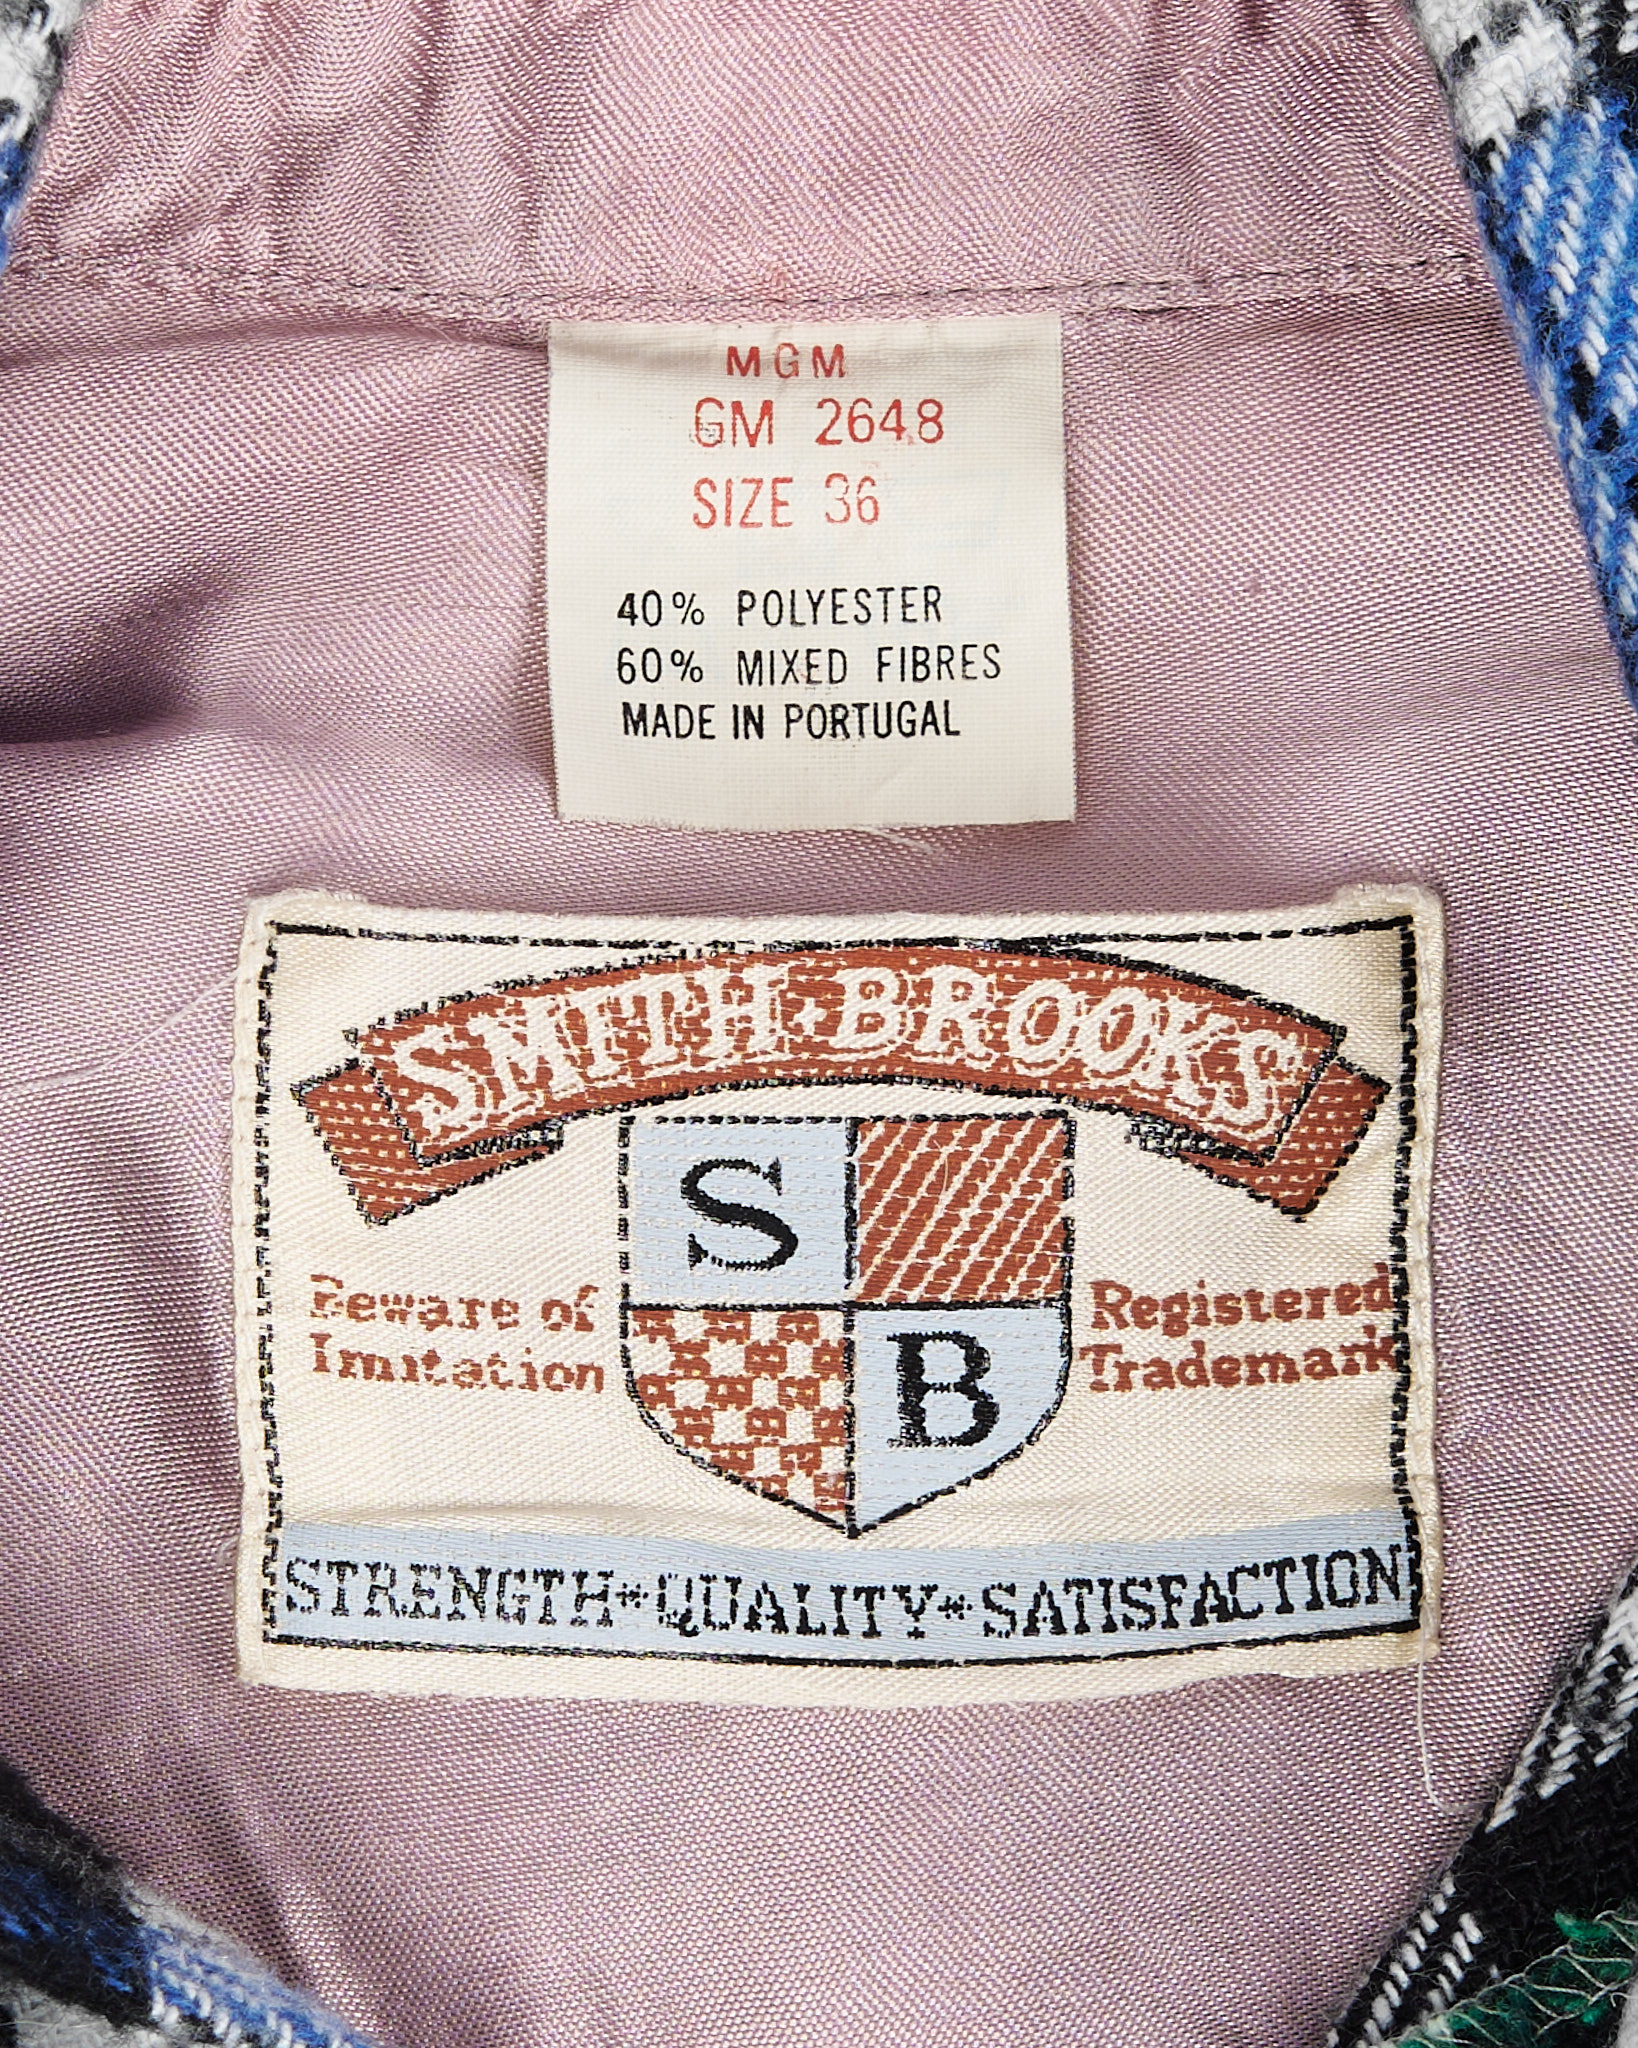 MGM
GM 2648
SIZE 36
40% POLYESTER
60% MIXED FIBRES
MADE IN PORTUGAL
SMITH·BROOKS
S
B
Beware of
Imitation
Registered
Trademark
STRENGTH*QUALITY*SATISFACTION